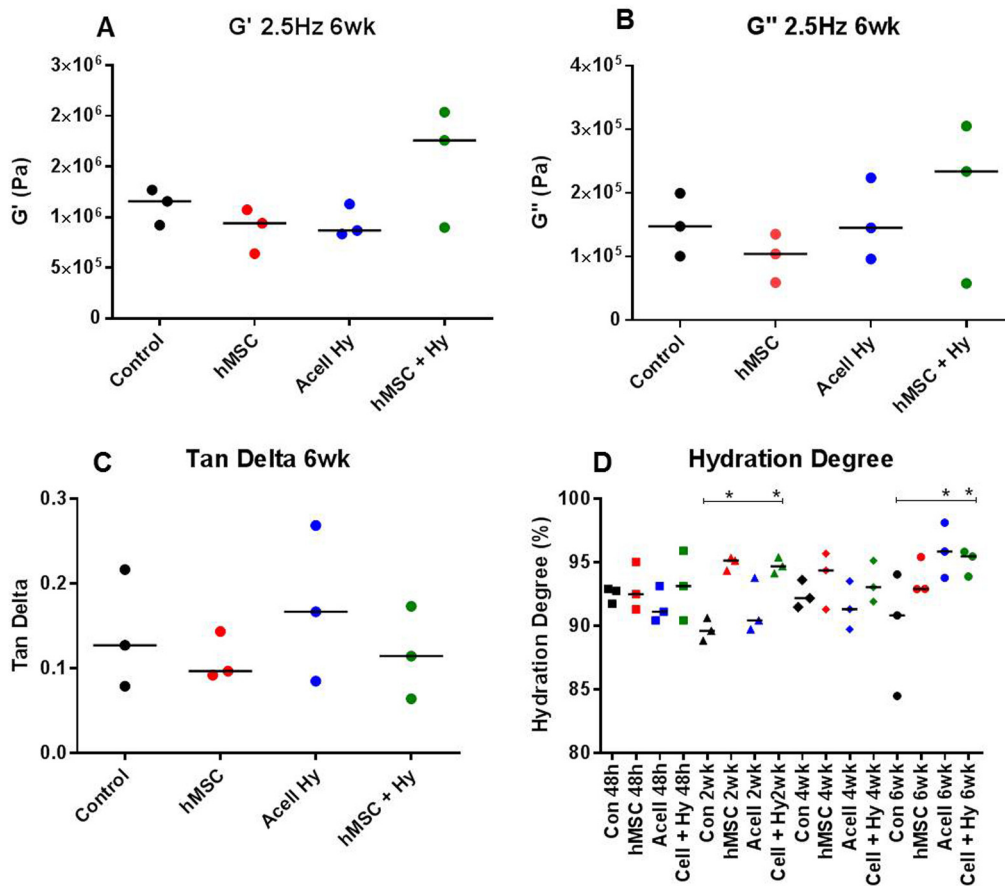 A
G' 2.5Hz 6wk
3×10⁶
2×10⁶
2×10⁶
1×10⁶
5×10⁵
0
G' (Pa)
Control
hMSC
Acell Hy
hMSC + Hy
B
G" 2.5Hz 6wk
4×10⁵
3×10⁵
2×10⁵
1×10⁵
0
G" (Pa)
Control
hMSC
Acell Hy
hMSC + Hy
C
Tan Delta 6wk
0.3
0.2
0.1
0.0
Tan Delta
Control
hMSC
Acell Hy
hMSC + Hy
D
Hydration Degree
100
95
90
85
80
Hydration Degree (%)
* * * *
Con 48h
hMSC 48h
Acell 48h
Cell + Hy 48h
Con 2wk
hMSC 2wk
Acell 2wk
Cell + Hy2wk
Con 4wk
hMSC 4wk
Acell 4wk
Cell + Hy 4wk
Con 6wk
hMSC 6wk
Acell 6wk
Cell + Hy 6wk